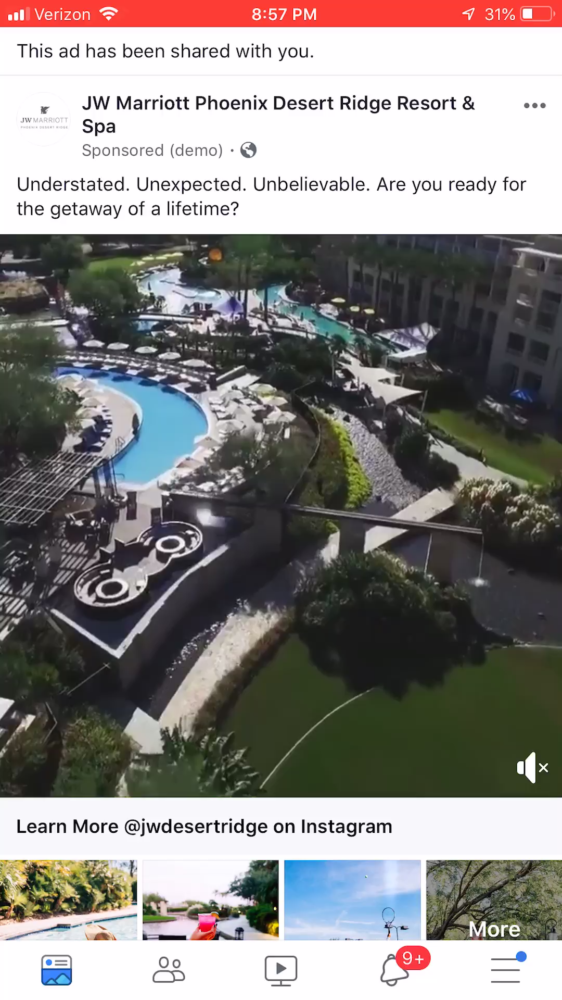 Verizon 8:57 PM 31%
This ad has been shared with you.
JW Marriott Phoenix Desert Ridge Resort &
Spa
JW MARRIOTT
PHOENIX DESERT RIDGE
Sponsored (demo) ·
Understated. Unexpected. Unbelievable. Are you ready for
the getaway of a lifetime?
Learn More @jwdesertridge on Instagram
More
9+